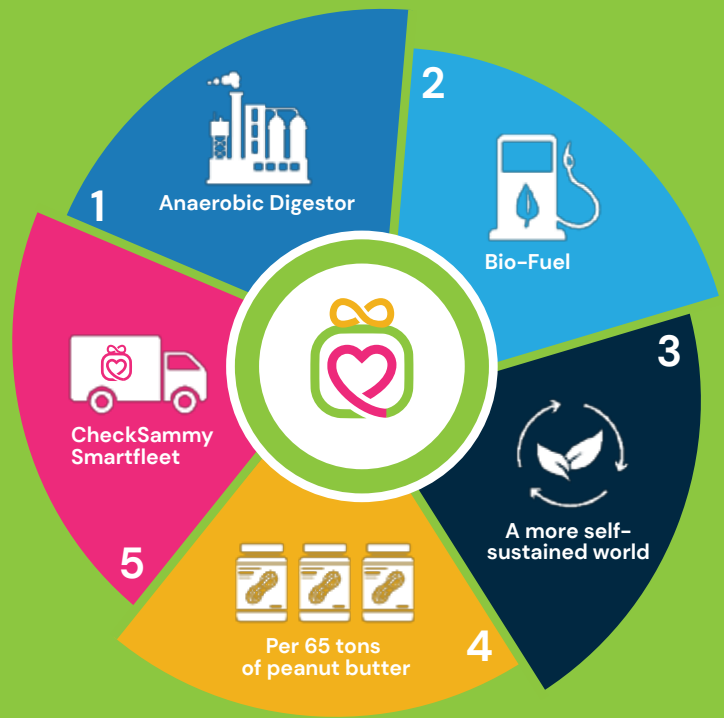 1
Anaerobic Digestor
2
Bio-Fuel
3
A more self-
sustained world
4
Per 65 tons
of peanut butter
5
CheckSammy
Smartfleet